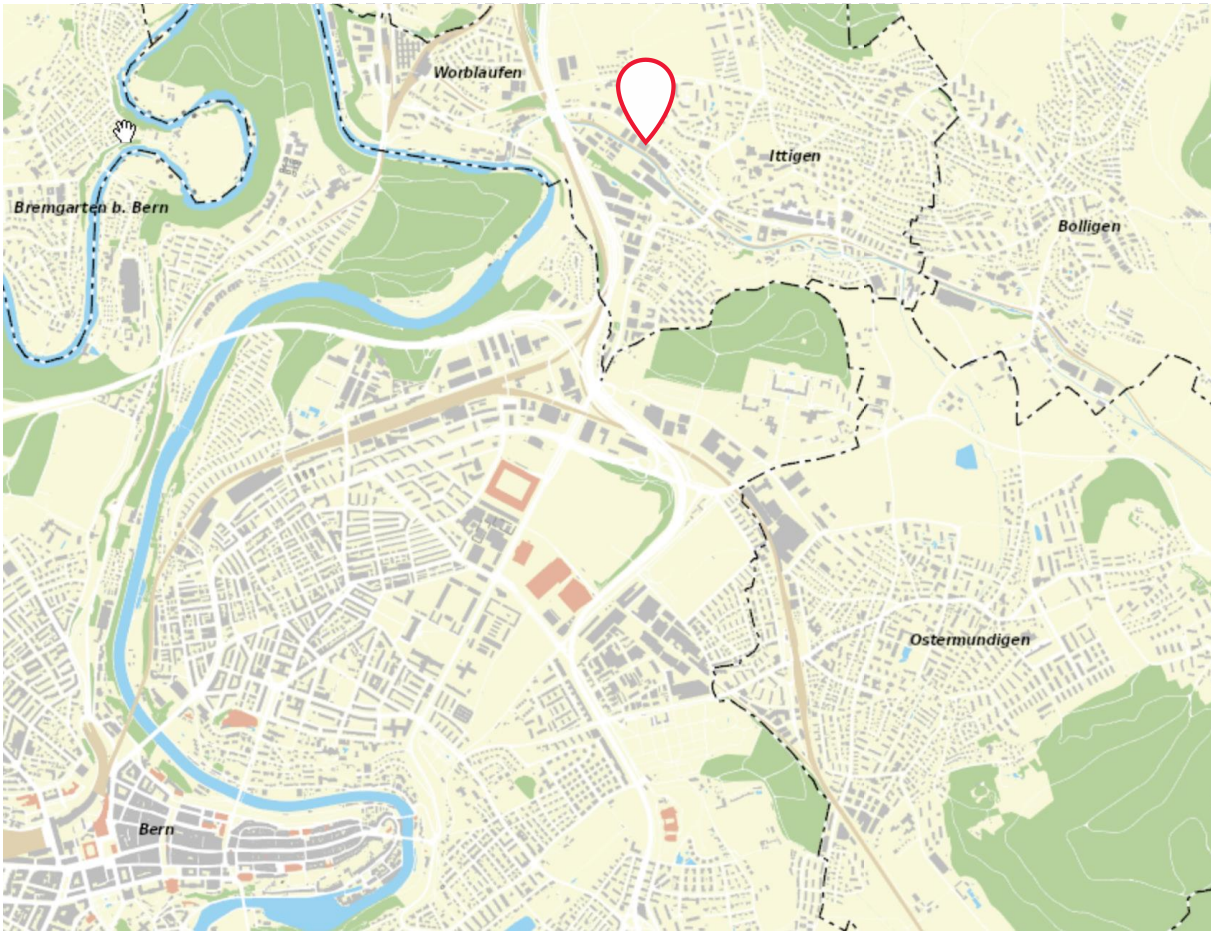 Worblaufen
Ittigen
Bremgarten b. Bern
Bolligen
Ostermundigen
Bern